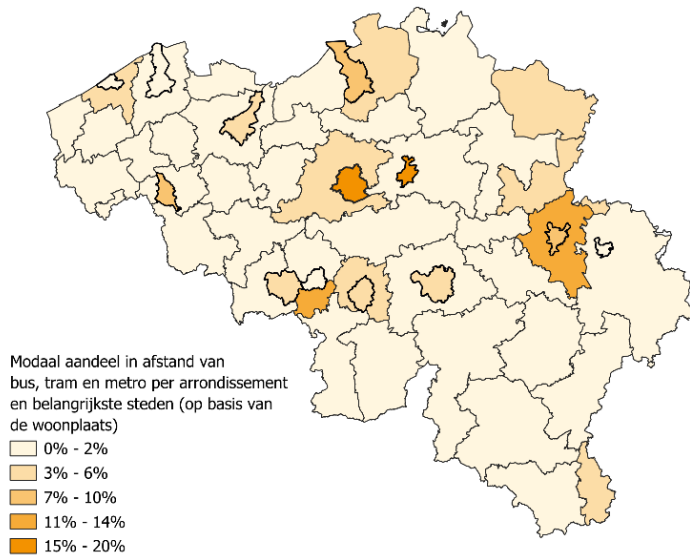 Modaal aandeel in afstand van
bus, tram en metro per arrondissement
en belangrijkste steden (op basis van
de woonplaats)
0% - 2%
3% - 6%
7% - 10%
11% - 14%
15% - 20%